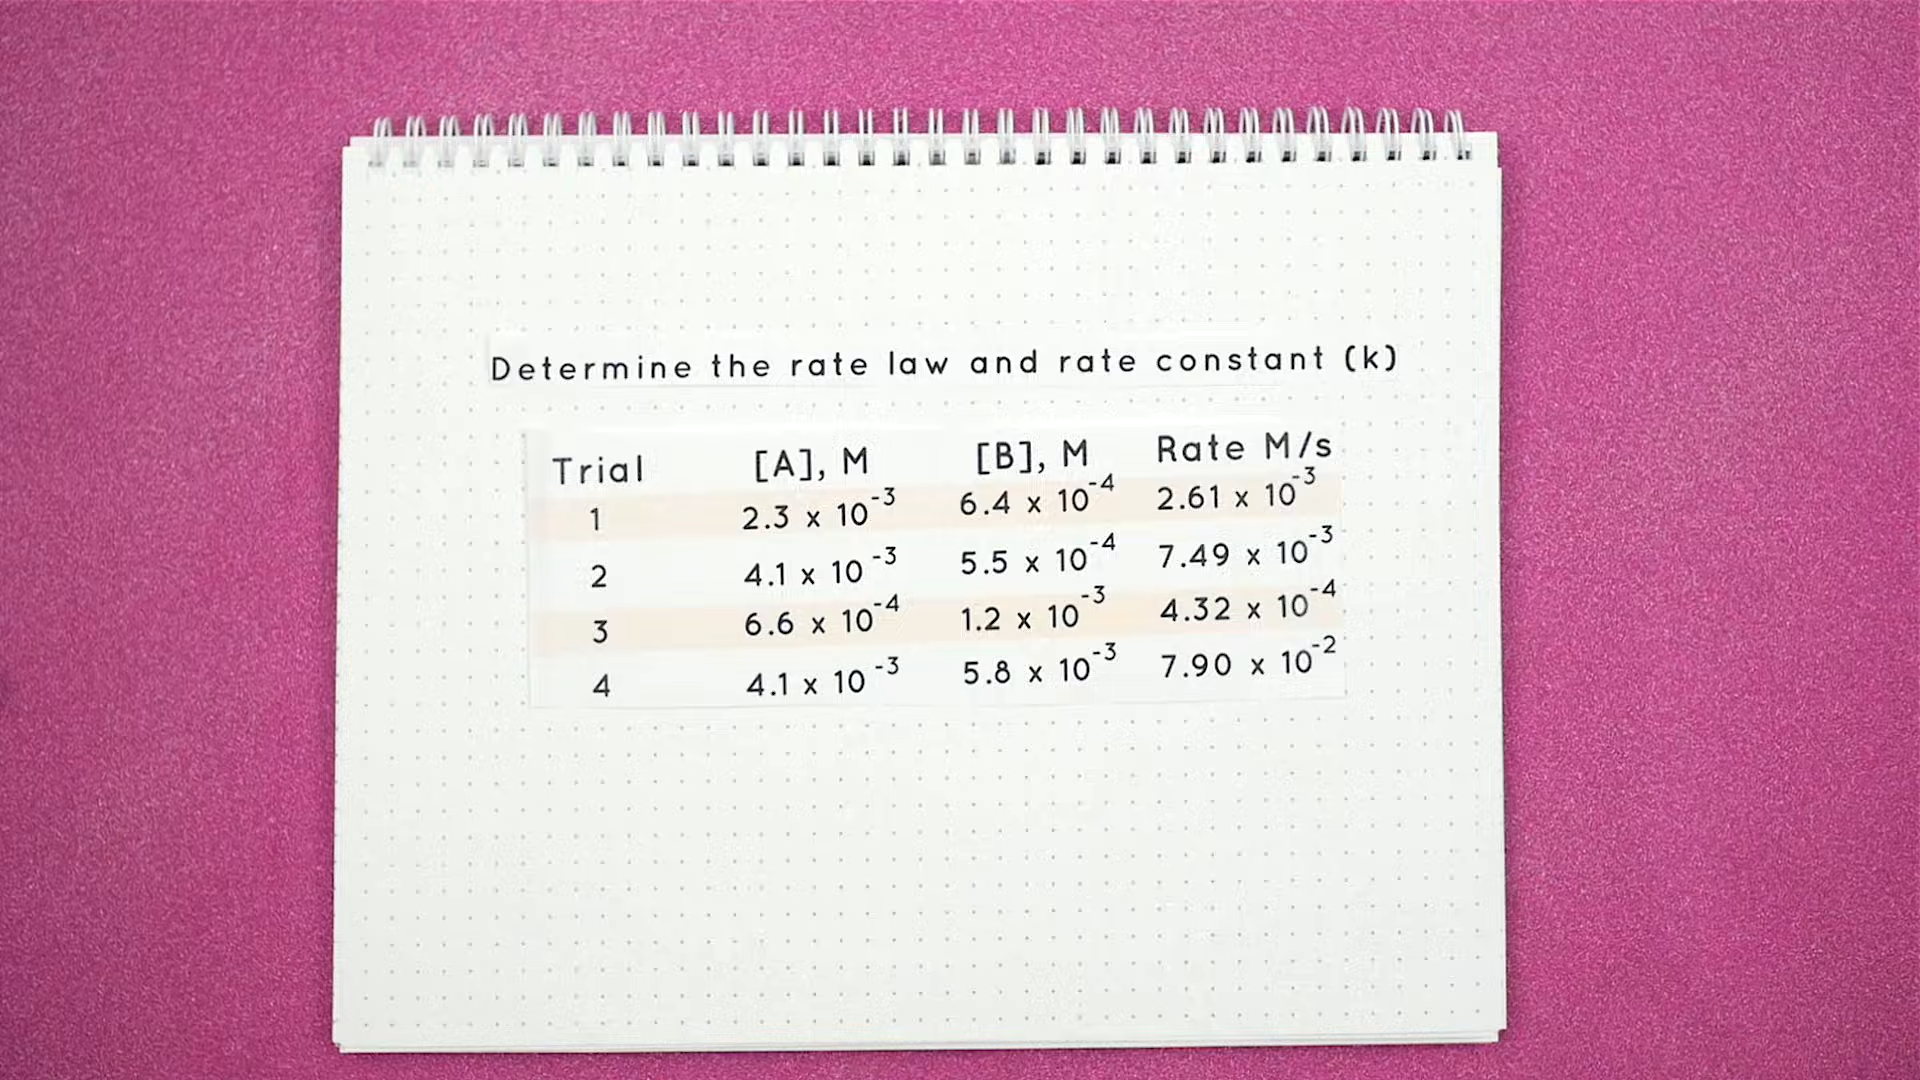 Determine the rate law and rate constant (k)
Trial [A], M [B], M Rate M/s
1 2.3 x 10⁻³ 6.4 x 10⁻⁴ 2.61 x 10⁻³
2 4.1 x 10⁻³ 5.5 x 10⁻⁴ 7.49 x 10⁻³
3 6.6 x 10⁻⁴ 1.2 x 10⁻³ 4.32 x 10⁻⁴
4 4.1 x 10⁻³ 5.8 x 10⁻³ 7.90 x 10⁻²